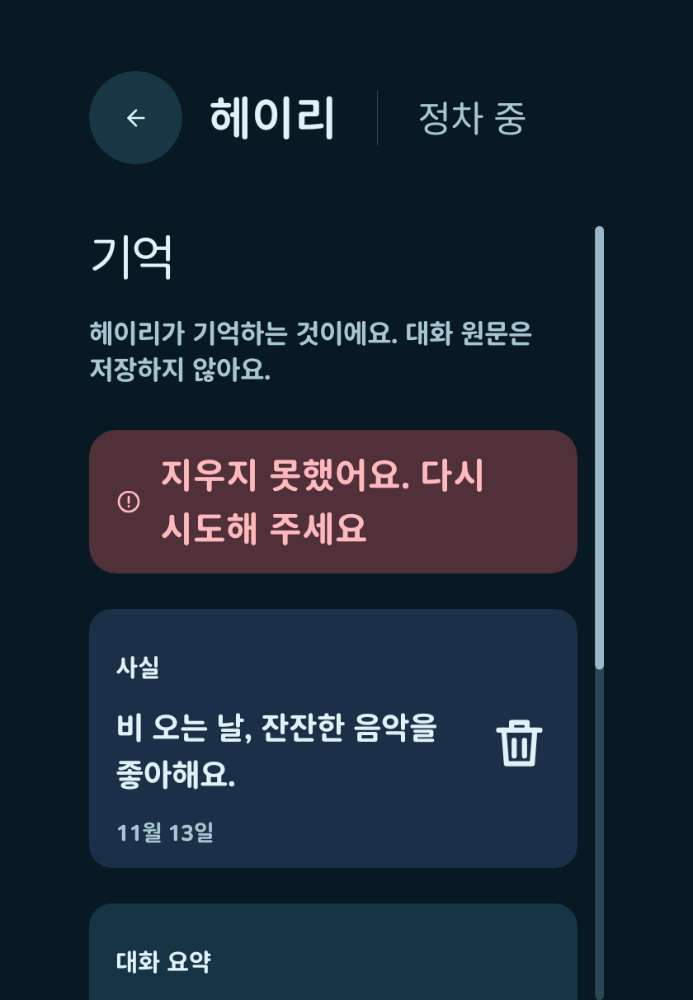 헤이리
정차 중
기억
헤이리가 기억하는 것이에요. 대화 원문은
저장하지 않아요.
지우지 못했어요. 다시
시도해 주세요
사실
비 오는 날, 잔잔한 음악을
좋아해요.
11월 13일
대화 요약